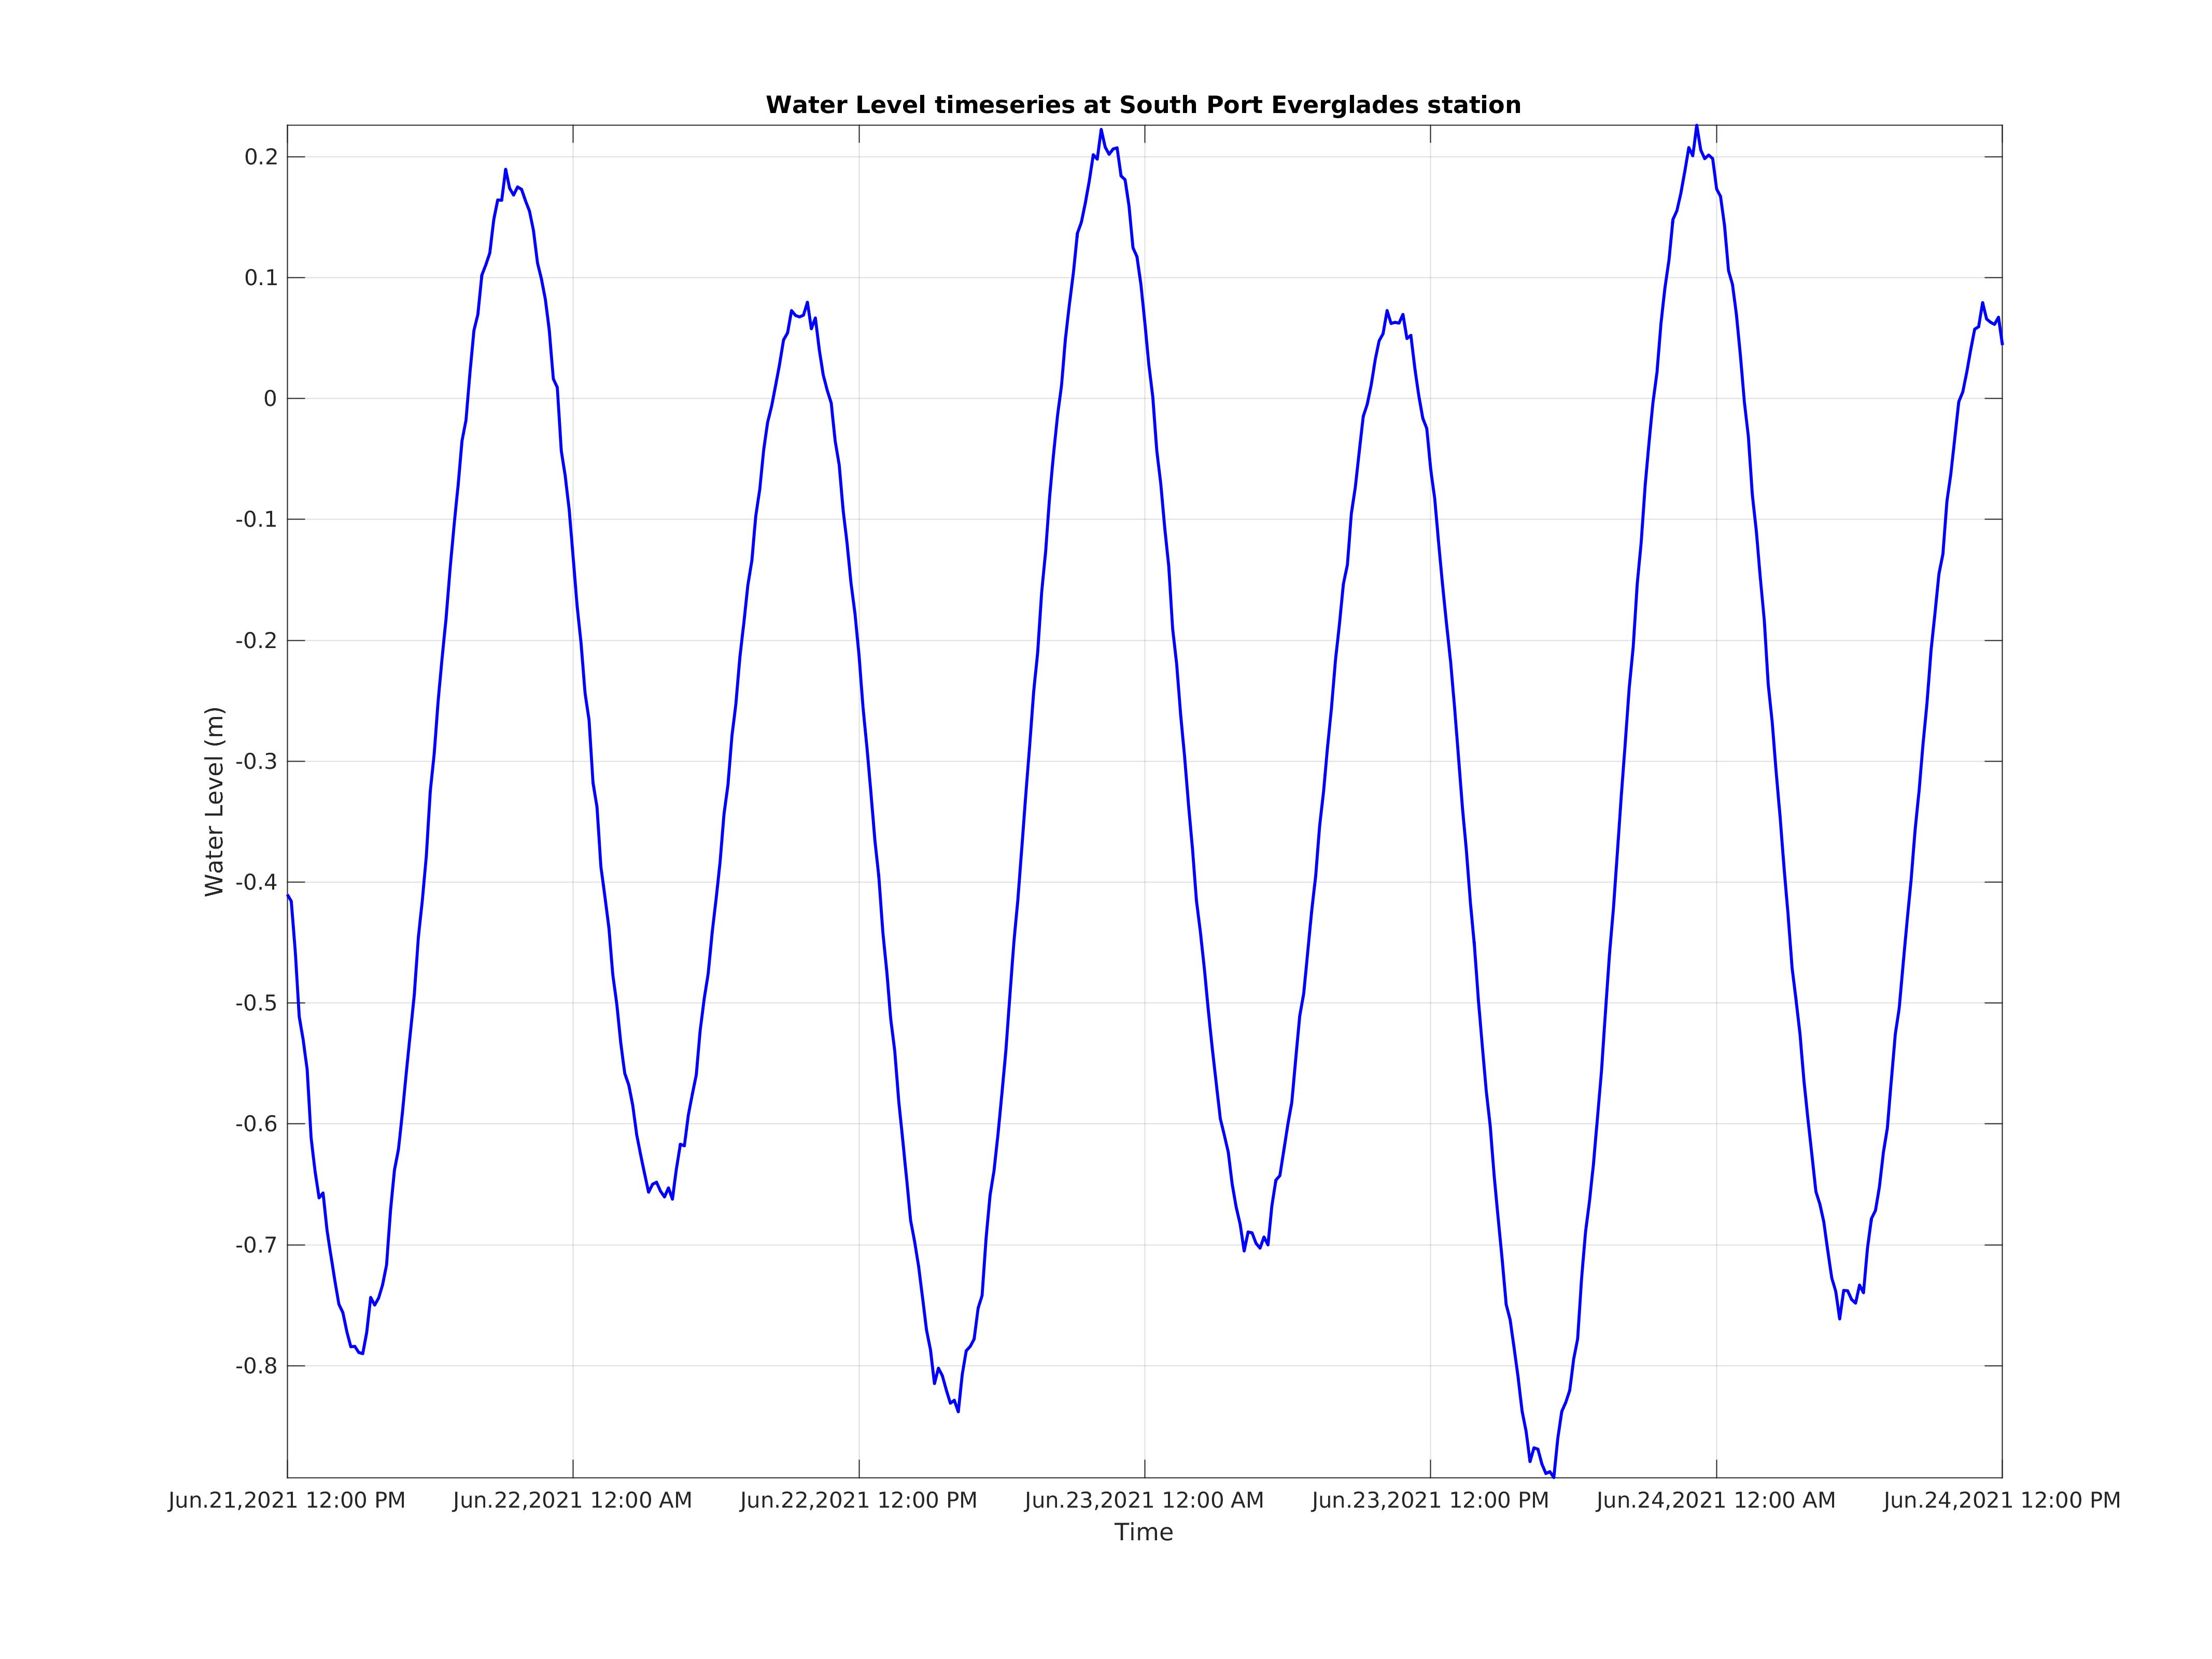 Water Level timeseries at South Port Everglades station
0.2
0.1
0
-0.1
-0.2
-0.3
-0.4
-0.5
-0.6
-0.7
-0.8
Water Level (m)
Jun.21,2021 12:00 PM Jun.22,2021 12:00 AM Jun.22,2021 12:00 PM Jun.23,2021 12:00 AM Jun.23,2021 12:00 PM Jun.24,2021 12:00 AM Jun.24,2021 12:00 PM
Time